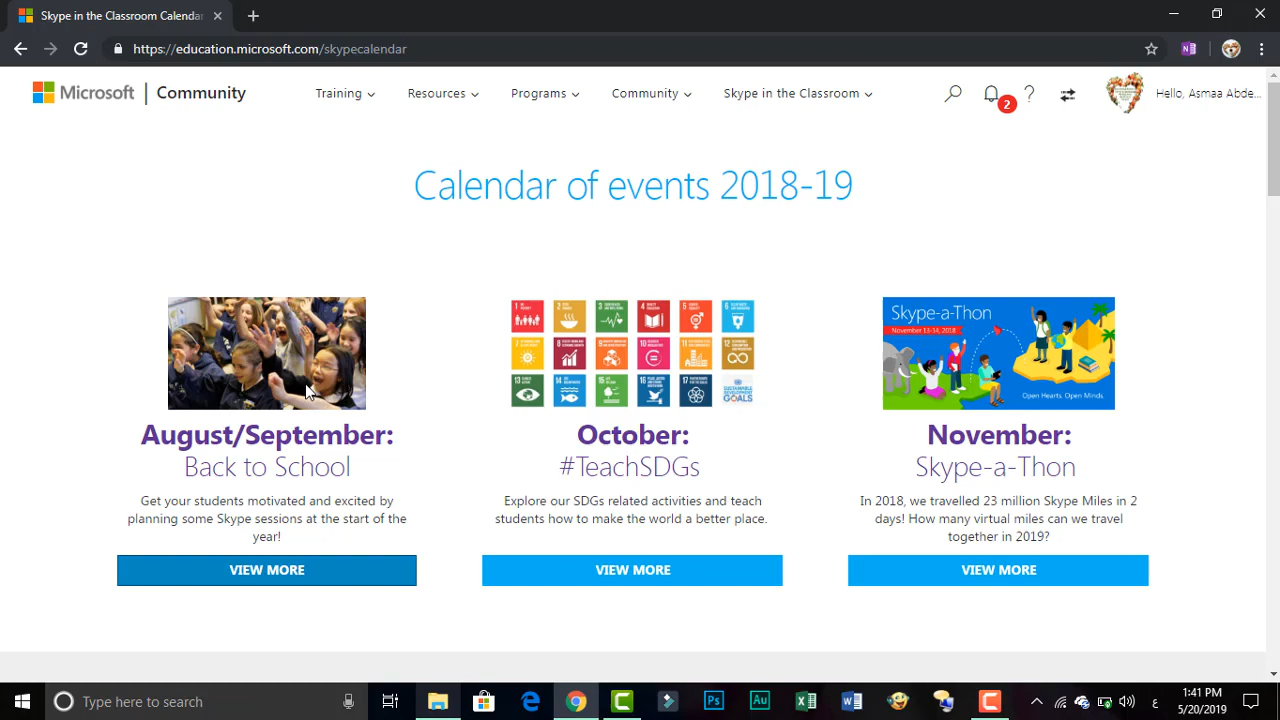 Skype in the Classroom Calendar
https://education.microsoft.com/skypecalendar
Microsoft Community
Training
Resources
Programs
Community
Skype in the Classroom
2
Hello, Asmaa Abde...
Calendar of events 2018-19
Skype-a-Thon
November 13-14, 2018
Open Hearts. Open Minds.
SUSTAINABLE
DEVELOPMENT
GOALS
August/September:
Back to School
Get your students motivated and excited by
planning some Skype sessions at the start of the
year!
VIEW MORE
October:
#TeachSDGs
Explore our SDGs related activities and teach
students how to make the world a better place.
VIEW MORE
November:
Skype-a-Thon
In 2018, we travelled 23 million Skype Miles in 2
days! How many virtual miles can we travel
together in 2019?
VIEW MORE
Type here to search
Ps
Au
ع
1:41 PM
5/20/2019